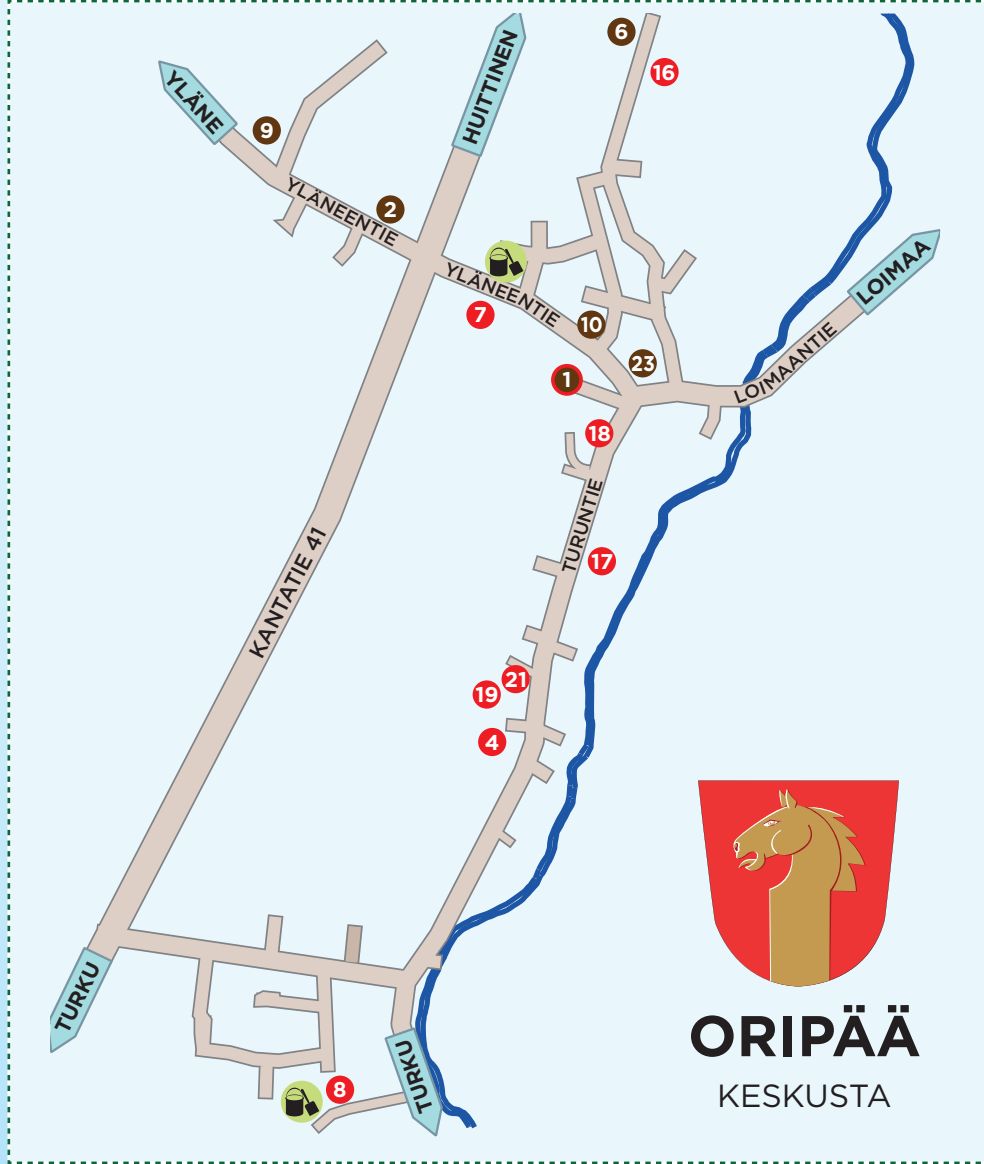 6
16
HUITTINEN
YLÄNE
9
2
YLÄNEENTIE
LOIMAA
YLÄNEENTIE
7
10
23
1
LOIMAANTIE
18
TURUNTIE
17
KANTATIE 41
21
19
4
TURKU
TURKU
8
ORIPÄÄ
KESKUSTA